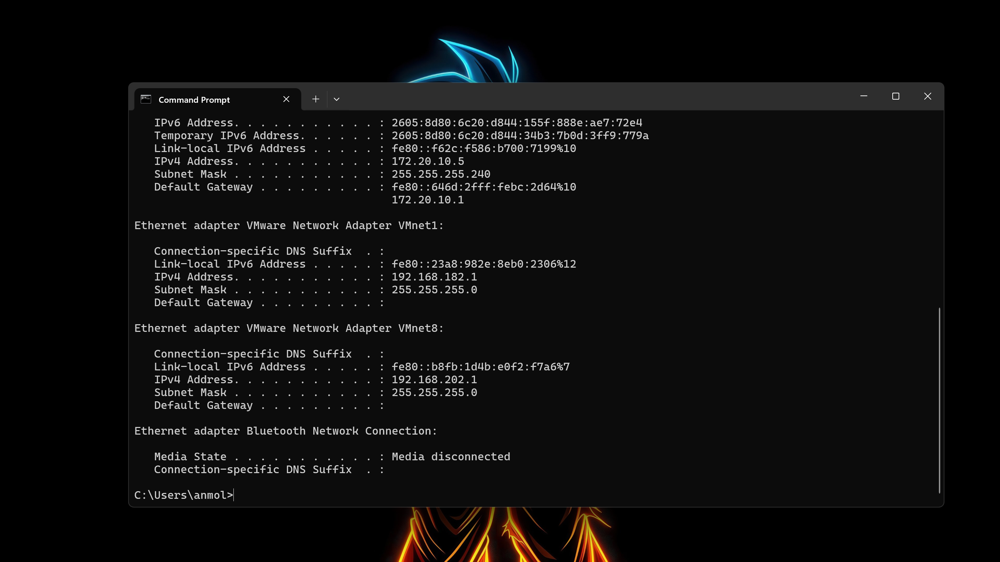 Command Prompt
IPv6 Address. . . . . . . . . . . : 2605:8d80:6c20:d844:155f:888e:ae7:72e4
Temporary IPv6 Address. . . . . . : 2605:8d80:6c20:d844:34b3:7b0d:3ff9:779a
Link-local IPv6 Address . . . . . : fe80::f62c:f586:b700:7199%10
IPv4 Address. . . . . . . . . . . : 172.20.10.5
Subnet Mask . . . . . . . . . . . : 255.255.255.240
Default Gateway . . . . . . . . . : fe80::646d:2fff:febc:2d64%10
172.20.10.1
Ethernet adapter VMware Network Adapter VMnet1:
Connection-specific DNS Suffix  . :
Link-local IPv6 Address . . . . . : fe80::23a8:982e:8eb0:2306%12
IPv4 Address. . . . . . . . . . . : 192.168.182.1
Subnet Mask . . . . . . . . . . . : 255.255.255.0
Default Gateway . . . . . . . . . :
Ethernet adapter VMware Network Adapter VMnet8:
Connection-specific DNS Suffix  . :
Link-local IPv6 Address . . . . . : fe80::b8fb:1d4b:e0f2:f7a6%7
IPv4 Address. . . . . . . . . . . : 192.168.202.1
Subnet Mask . . . . . . . . . . . : 255.255.255.0
Default Gateway . . . . . . . . . :
Ethernet adapter Bluetooth Network Connection:
Media State . . . . . . . . . . . : Media disconnected
Connection-specific DNS Suffix  . :
C:\Users\anmol>